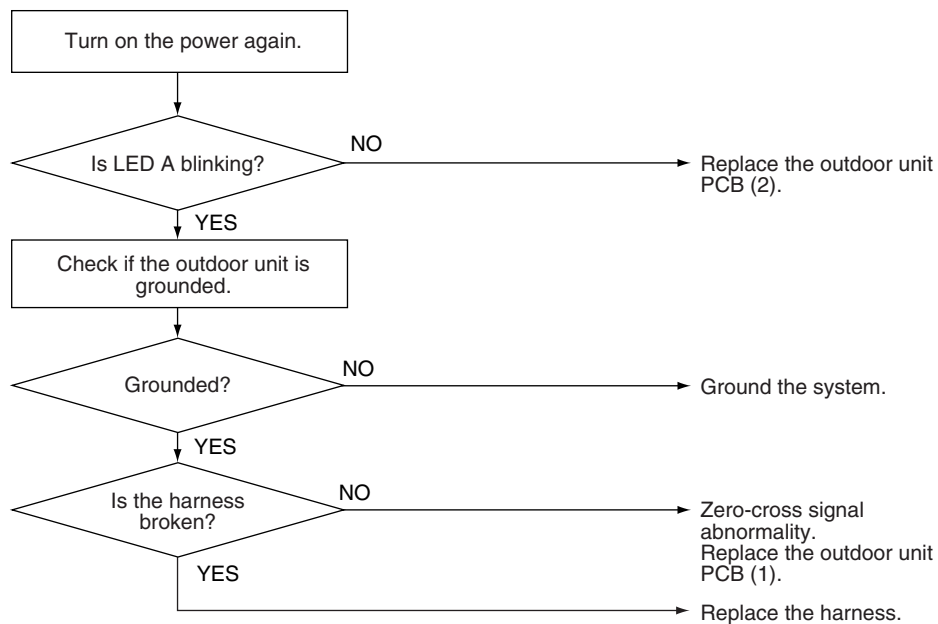 Turn on the power again.
Is LED A blinking?
NO
Replace the outdoor unit
PCB (2).
YES
Check if the outdoor unit is
grounded.
Grounded?
NO
Ground the system.
YES
Is the harness
broken?
NO
Zero-cross signal
abnormality.
Replace the outdoor unit
PCB (1).
YES
Replace the harness.